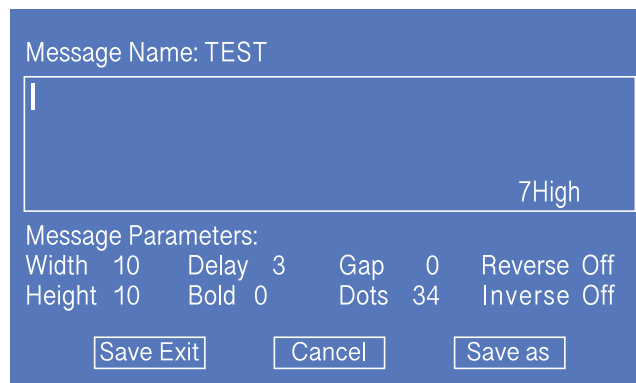 Message Name: TEST
7High
Message Parameters:
Width 10 Delay 3 Gap 0 Reverse Off
Height 10 Bold 0 Dots 34 Inverse Off
Save Exit Cancel Save as